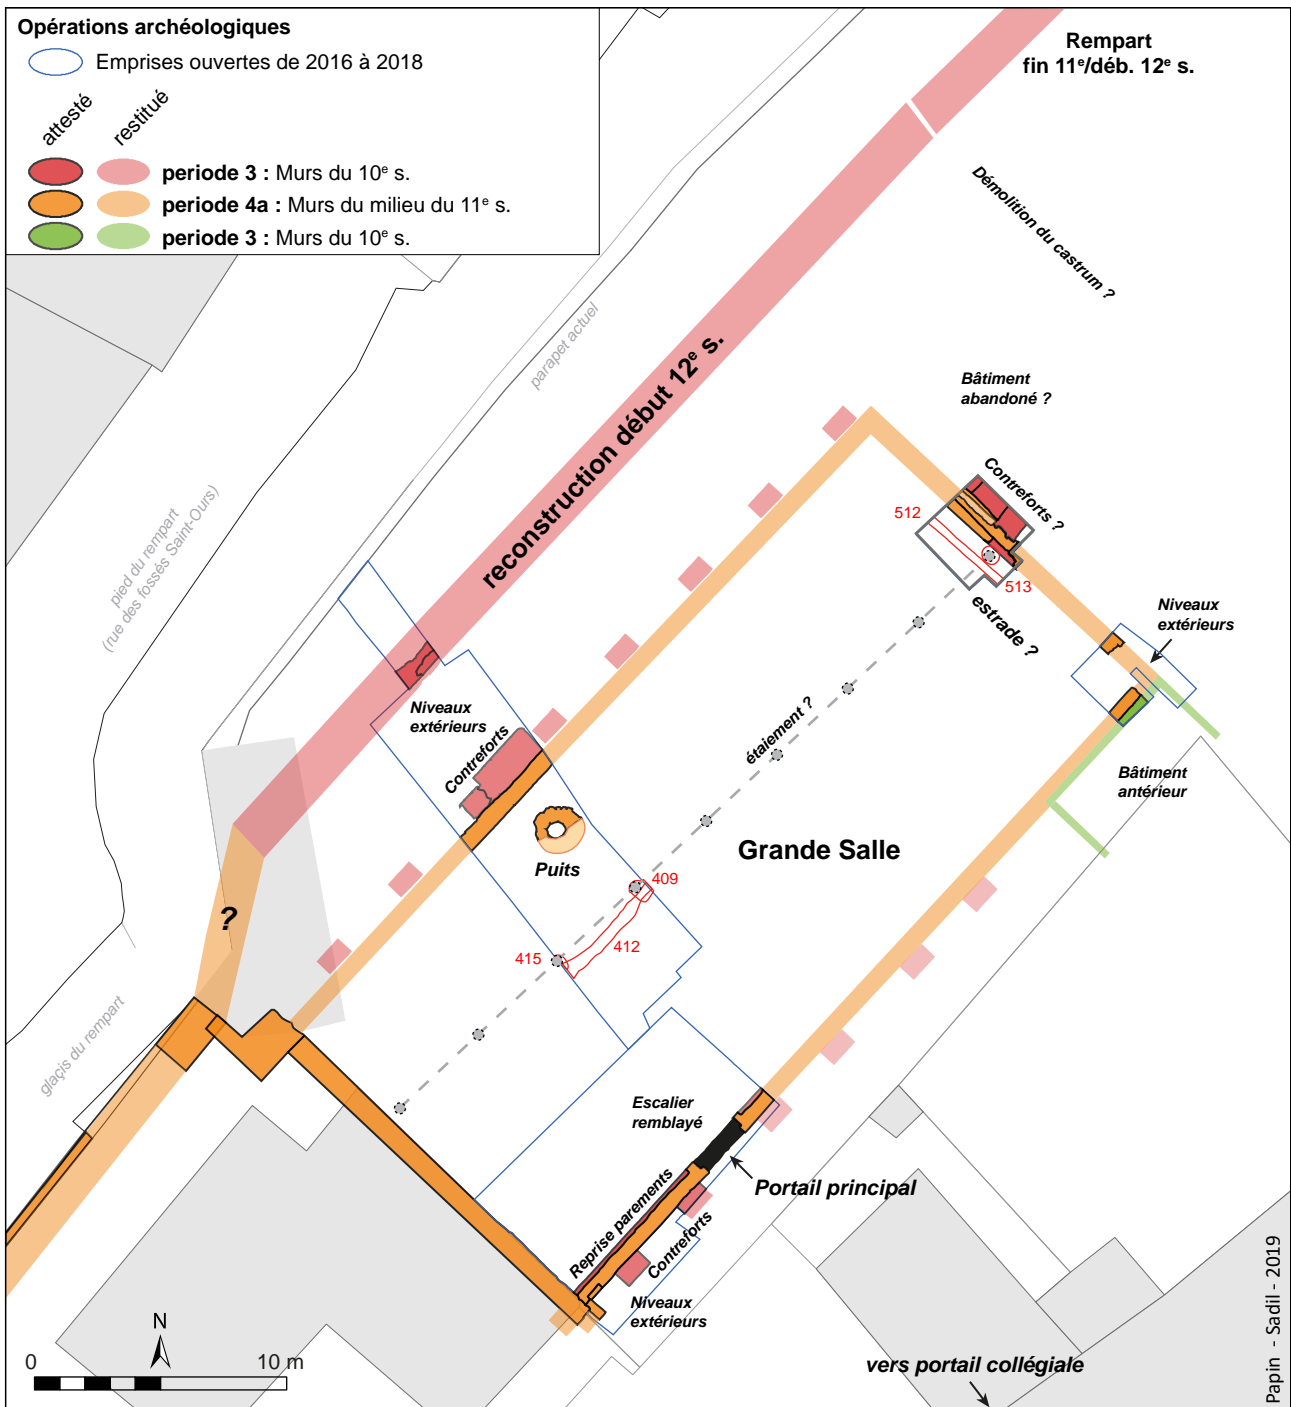 Opérations archéologiques
Emprises ouvertes de 2016 à 2018
attesté
restitué
periode 3 : Murs du 10e s.
periode 4a : Murs du milieu du 11e s.
periode 3 : Murs du 10e s.
Rempart
fin 11e/déb. 12e s.
Démolition du castrum ?
parapet actuel
reconstruction début 12e s.
Bâtiment
abandoné ?
pied du rempart
(rue des fossés Saint-Ours)
Contreforts ?
512
513
estrade ?
Niveaux
extérieurs
Niveaux
extérieurs
Contreforts
étaiement ?
Bâtiment
antérieur
Grande Salle
Puits
409
412
415
?
glaçis du rempart
Escalier
remblayé
Portail principal
Reprise parements
Contreforts
Niveaux
extérieurs
N
0
10 m
vers portail collégiale
Papin - Sadil - 2019